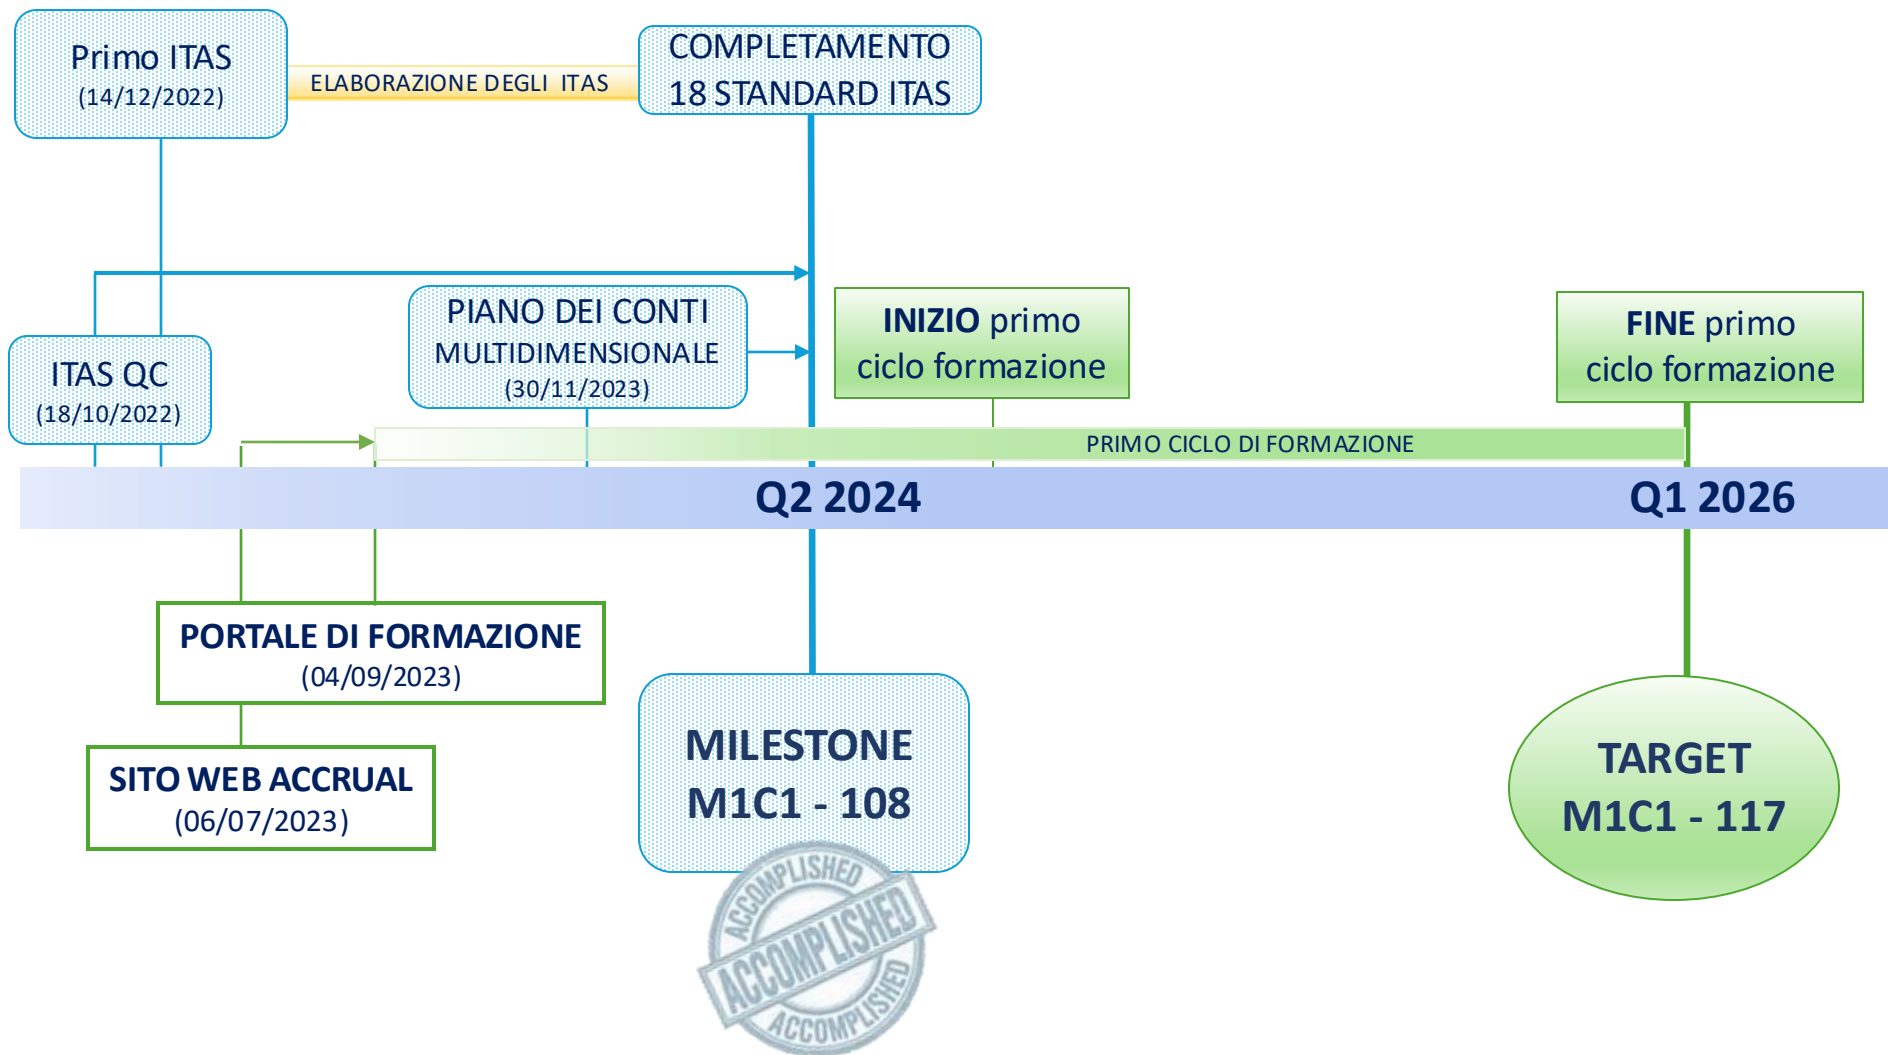 Primo ITAS
(14/12/2022)
ELABORAZIONE DEGLI ITAS
COMPLETAMENTO
18 STANDARD ITAS
ITAS QC
(18/10/2022)
PIANO DEI CONTI
MULTIDIMENSIONALE
(30/11/2023)
INIZIO primo
ciclo formazione
FINE primo
ciclo formazione
PRIMO CICLO DI FORMAZIONE
Q2 2024
Q1 2026
PORTALE DI FORMAZIONE
(04/09/2023)
SITO WEB ACCRUAL
(06/07/2023)
MILESTONE
M1C1 - 108
TARGET
M1C1 - 117
ACCOMPLISHED
ACCOMPLISHED
ACCOMPLISHED